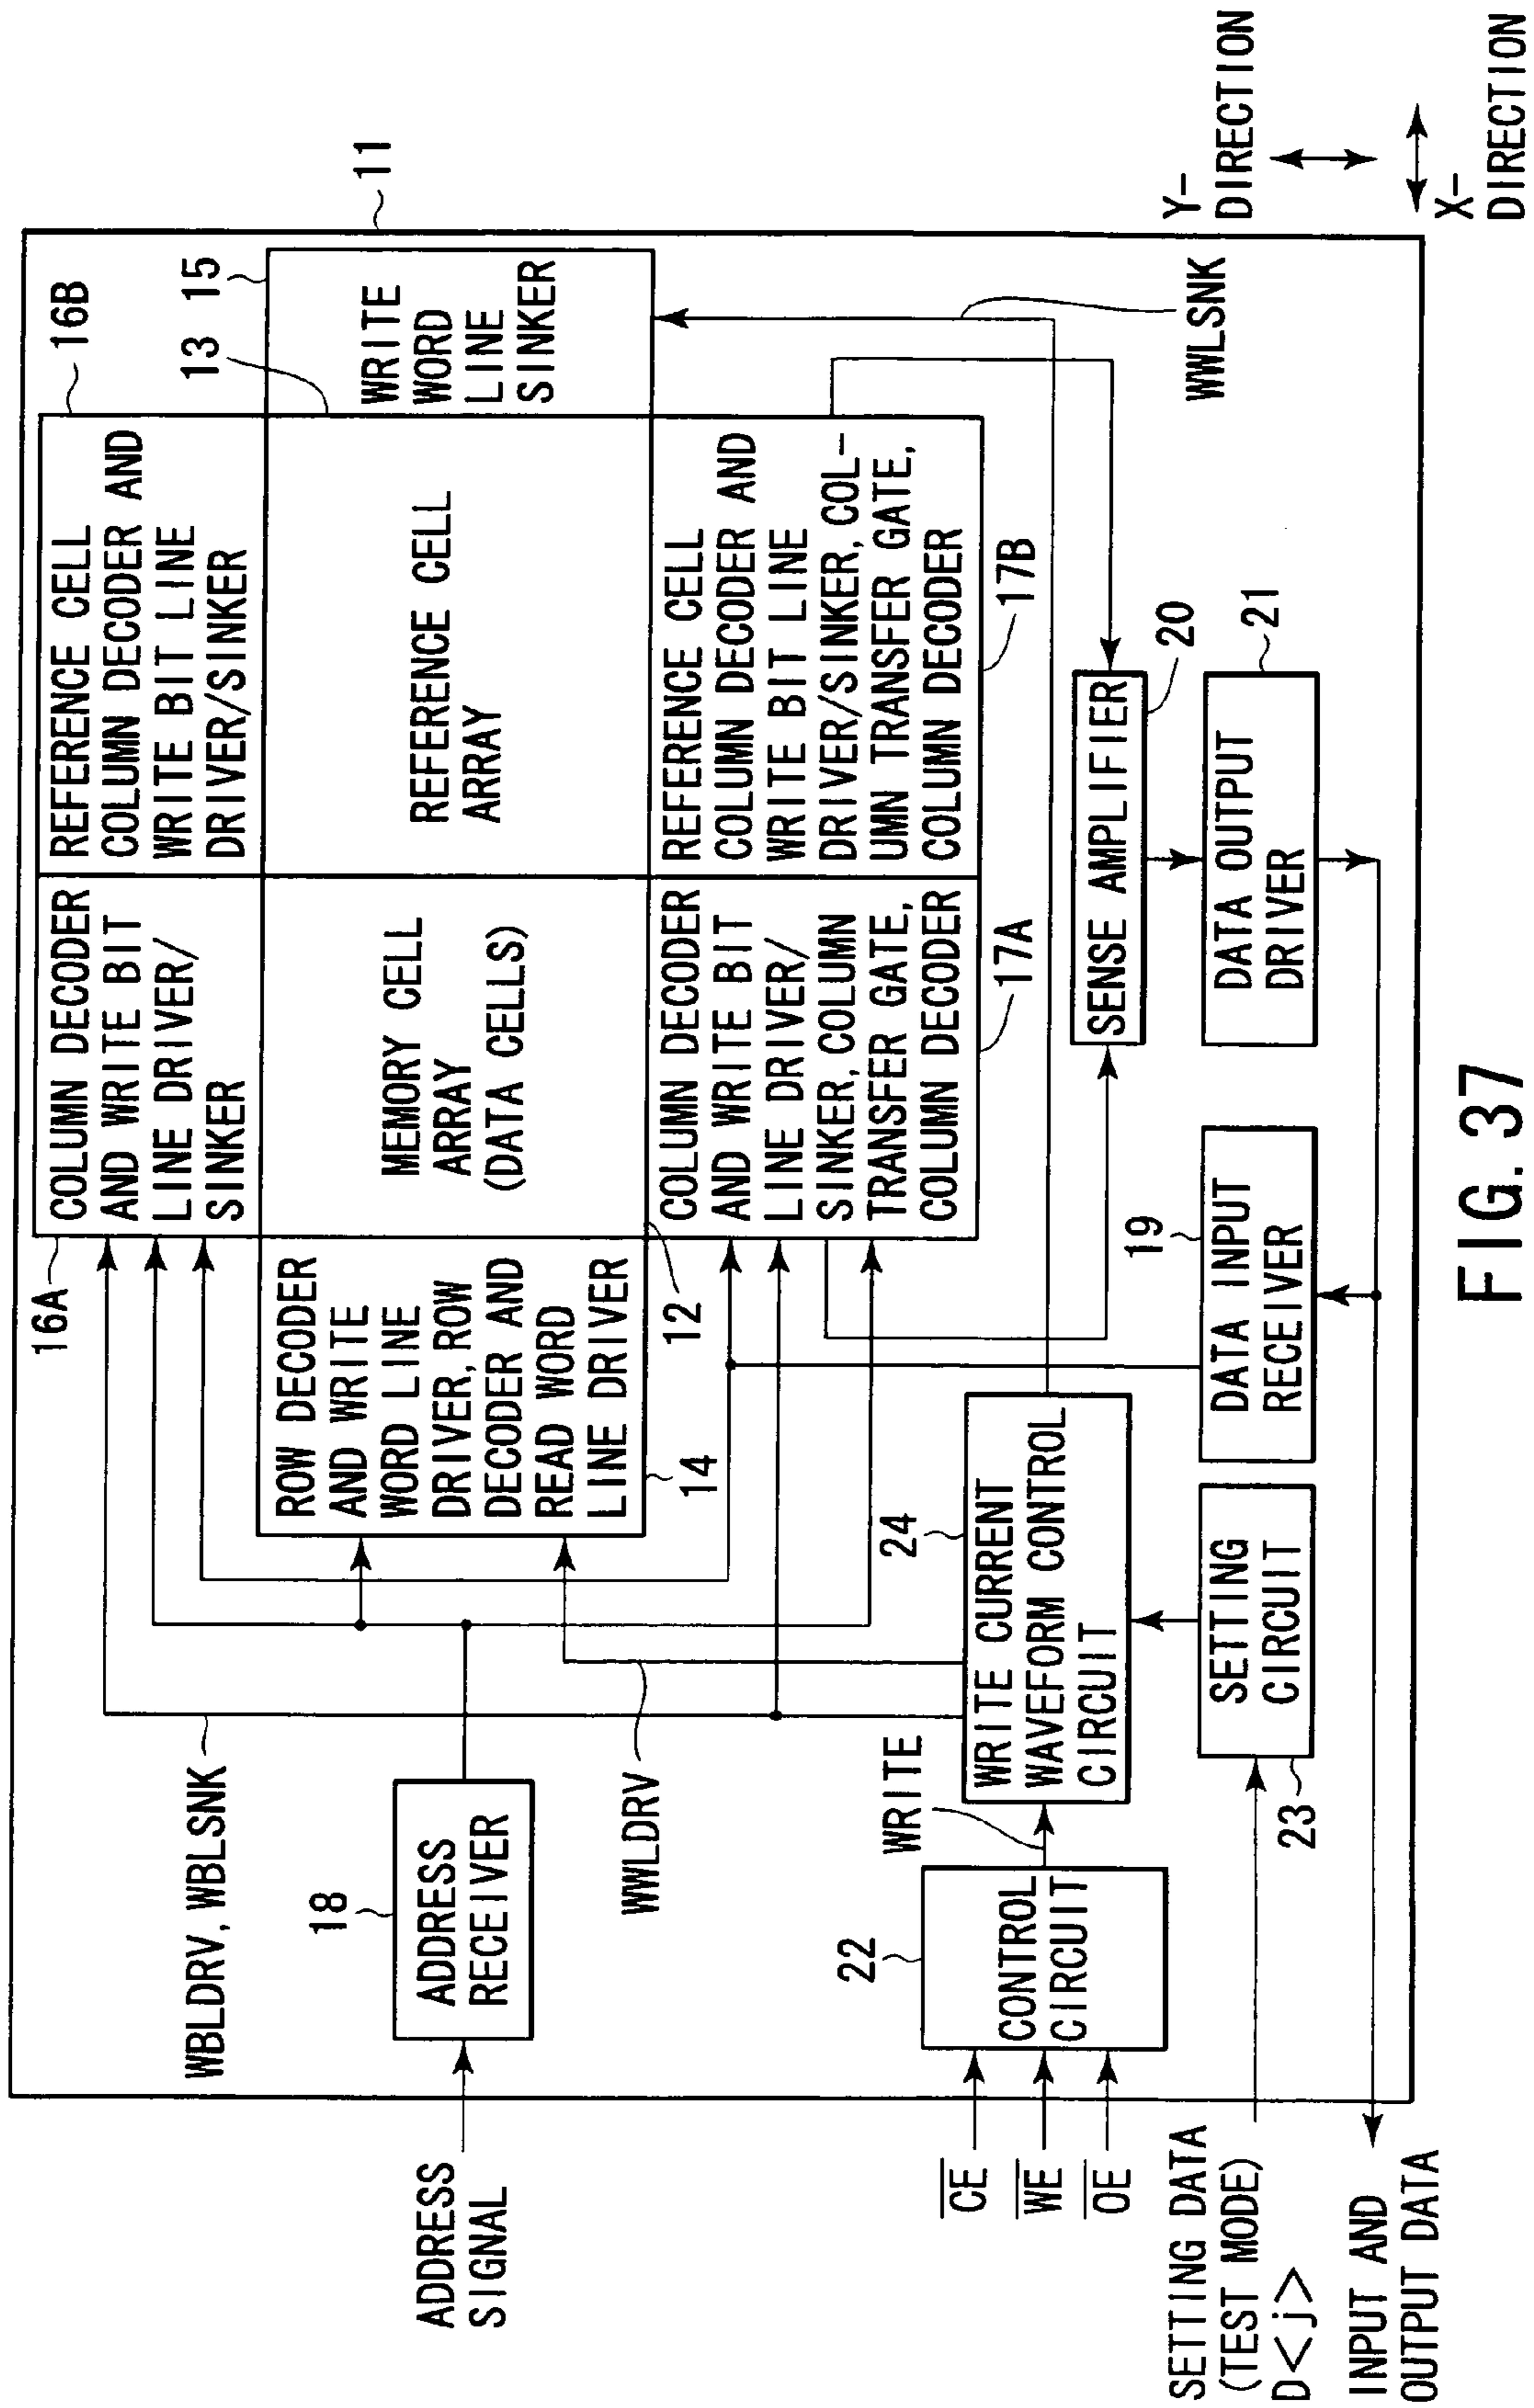 11
16A
COLUMN DECODER
AND WRITE BIT
LINE DRIVER/
SINKER
REFERENCE CELL
COLUMN DECODER AND
WRITE BIT LINE
DRIVER/SINKER
16B
13
15
WBLDRV, WBLSNK
ROW DECODER
AND WRITE
WORD LINE
DRIVER, ROW
DECODER AND
READ WORD
LINE DRIVER
MEMORY CELL
ARRAY
(DATA CELLS)
REFERENCE CELL
ARRAY
WRITE
WORD
LINE
SINKER
18
ADDRESS
SIGNAL
ADDRESS
RECEIVER
WWLDRV
14
12
COLUMN DECODER
AND WRITE BIT
LINE DRIVER/
SINKER, COLUMN
TRANSFER GATE,
COLUMN DECODER
REFERENCE CELL
COLUMN DECODER AND
WRITE BIT LINE
DRIVER/SINKER, COL-
UMN TRANSFER GATE,
COLUMN DECODER
17A
17B
22
WRITE
24
CE
WE
OE
CONTROL
CIRCUIT
WRITE CURRENT
WAVEFORM CONTROL
CIRCUIT
SENSE AMPLIFIER
20
WWLSNK
SETTING DATA
(TEST MODE)
D<j>
23
SETTING
CIRCUIT
19
DATA INPUT
RECEIVER
DATA OUTPUT
DRIVER
21
INPUT AND
OUTPUT DATA
Y-
DIRECTION
X-
DIRECTION
FIG. 37